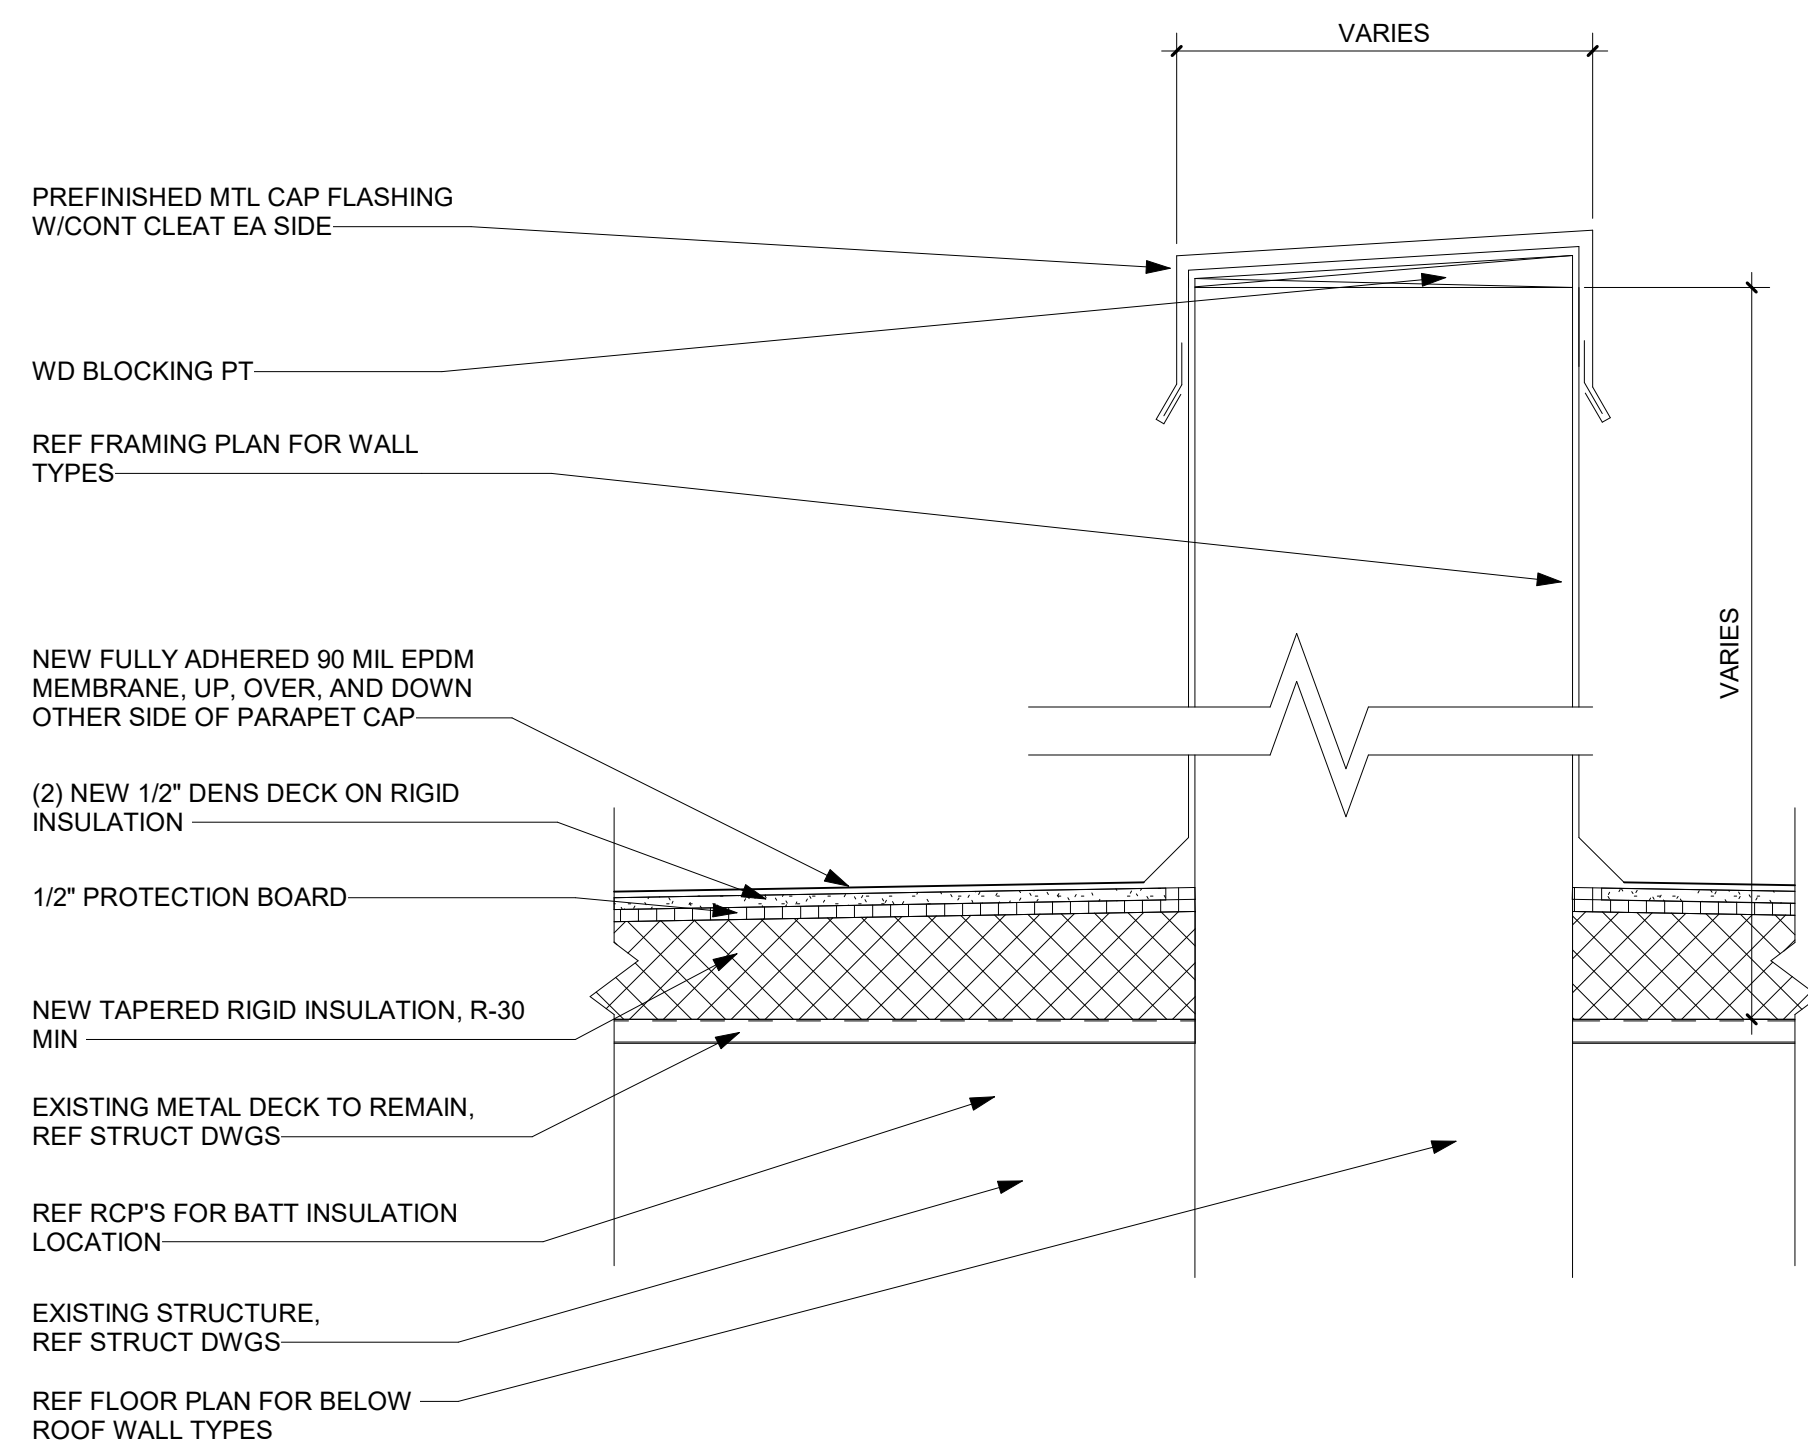 VARIES
PREFINISHED MTL CAP FLASHING
W/CONT CLEAT EA SIDE
WD BLOCKING PT
REF FRAMING PLAN FOR WALL
TYPES
VARIES
NEW FULLY ADHERED 90 MIL EPDM
MEMBRANE, UP, OVER, AND DOWN
OTHER SIDE OF PARAPET CAP
(2) NEW 1/2" DENS DECK ON RIGID
INSULATION
1/2" PROTECTION BOARD
NEW TAPERED RIGID INSULATION, R-30
MIN
EXISTING METAL DECK TO REMAIN,
REF STRUCT DWGS
REF RCP'S FOR BATT INSULATION
LOCATION
EXISTING STRUCTURE,
REF STRUCT DWGS
REF FLOOR PLAN FOR BELOW
ROOF WALL TYPES